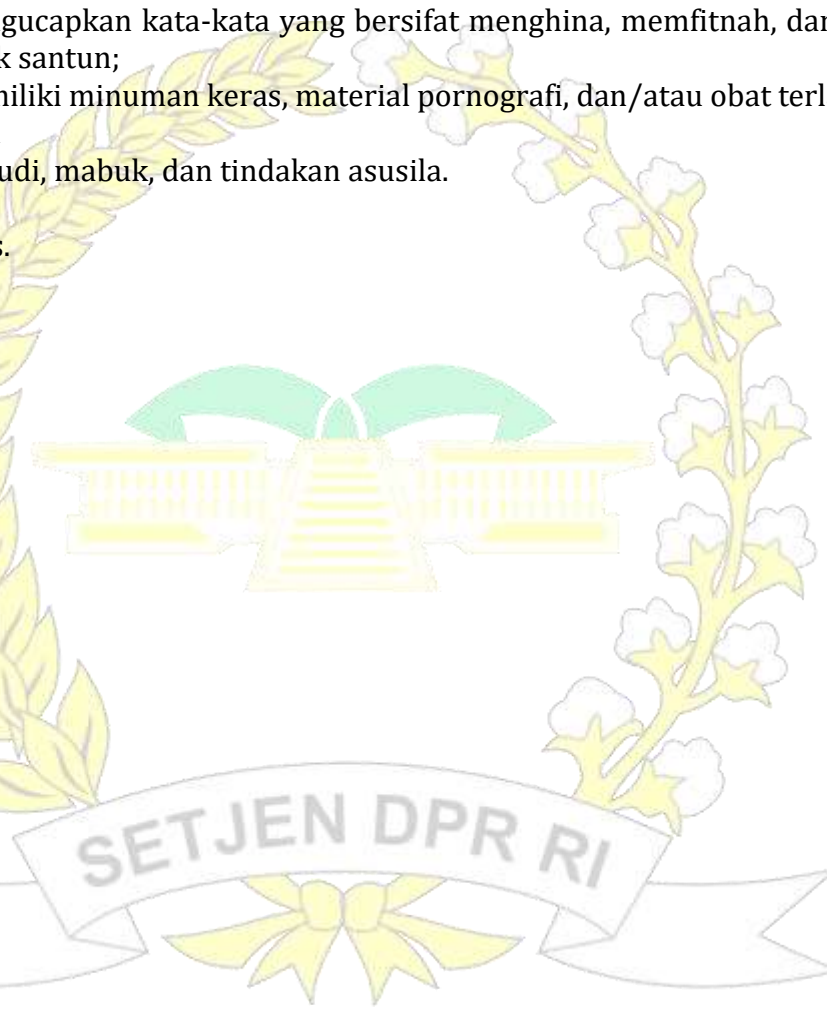 gucapkan kata-kata yang bersifat menghina, memfitnah, dan
k santun;
niliki minuman keras, material pornografi, dan/atau obat terl
udi, mabuk, dan tindakan asusila.
s.
SETJEN DPR RI